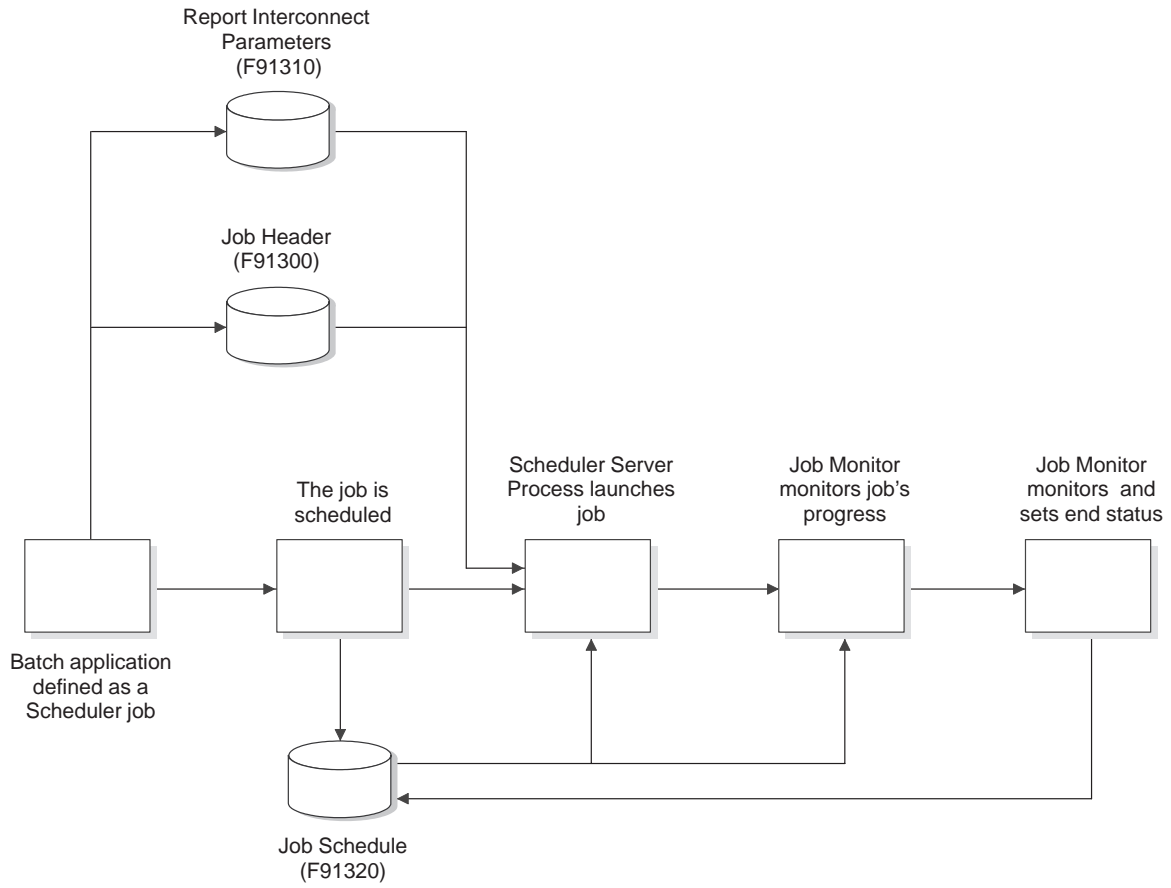 Report Interconnect
Parameters
(F91310)
Job Header
(F91300)
The job is
scheduled
Scheduler Server
Process launches
job
Job Monitor
monitors job's
progress
Job Monitor
monitors and
sets end status
Batch application
defined as a
Scheduler job
Job Schedule
(F91320)